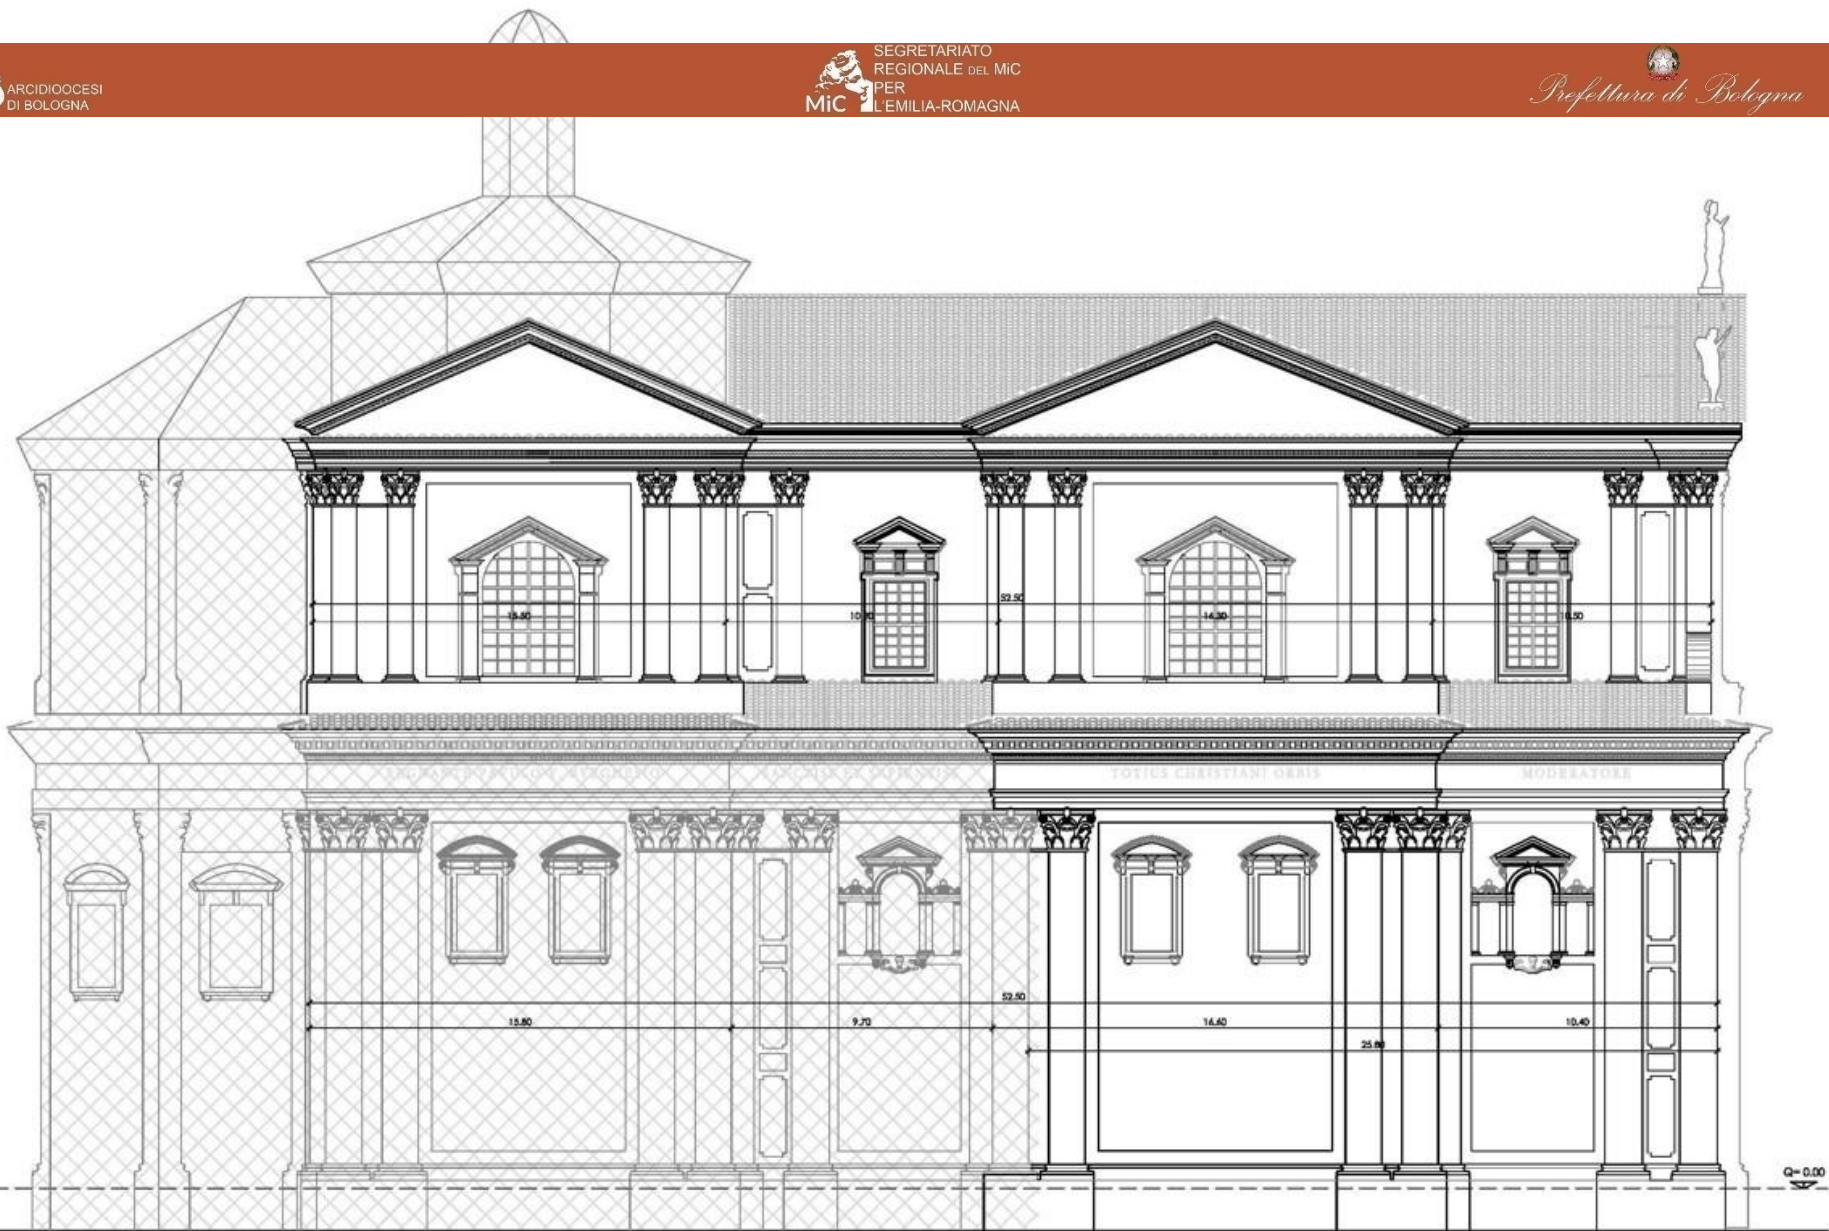 ARCIDIOOCESI
DI BOLOGNA
MiC
SEGRETARIATO
REGIONALE DEL MiC
PER
L'EMILIA-ROMAGNA
Prefettura di Bologna
52.50
15.50
16.30
10.50
TOTIUS CHRISTIANI ORBIS
MODERATORE
52.50
15.80
9.70
16.60
10.40
25.80
Q= 0.00